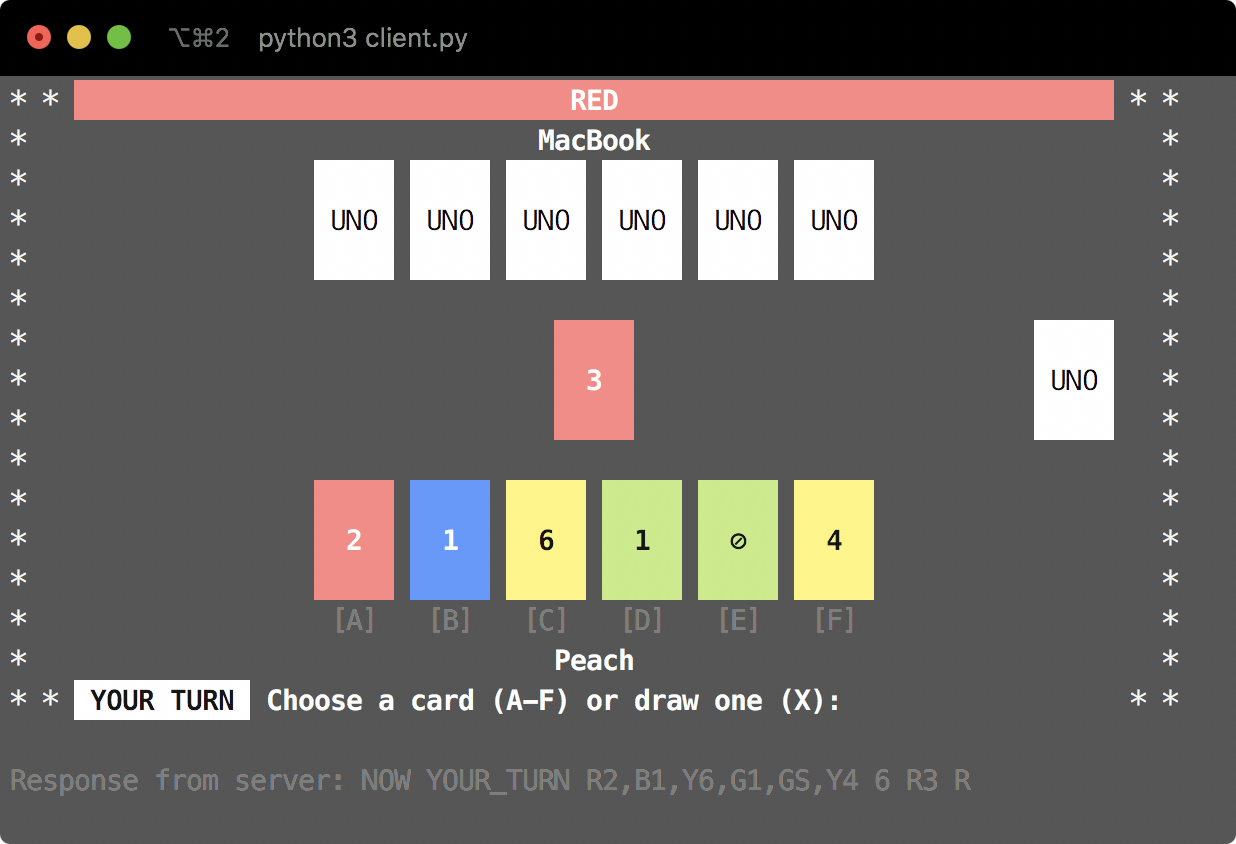 ⌥⌘2 python3 client.py
* * RED * *
* MacBook *
*
*
* UNO UNO UNO UNO UNO UNO *
*
*
*
* 3 UNO *
*
*
*
* 2 1 6 1 ⊘ 4 *
*
* [A] [B] [C] [D] [E] [F] *
* Peach *
* * YOUR TURN Choose a card (A-F) or draw one (X): * *
Response from server: NOW YOUR_TURN R2,B1,Y6,G1,GS,Y4 6 R3 R